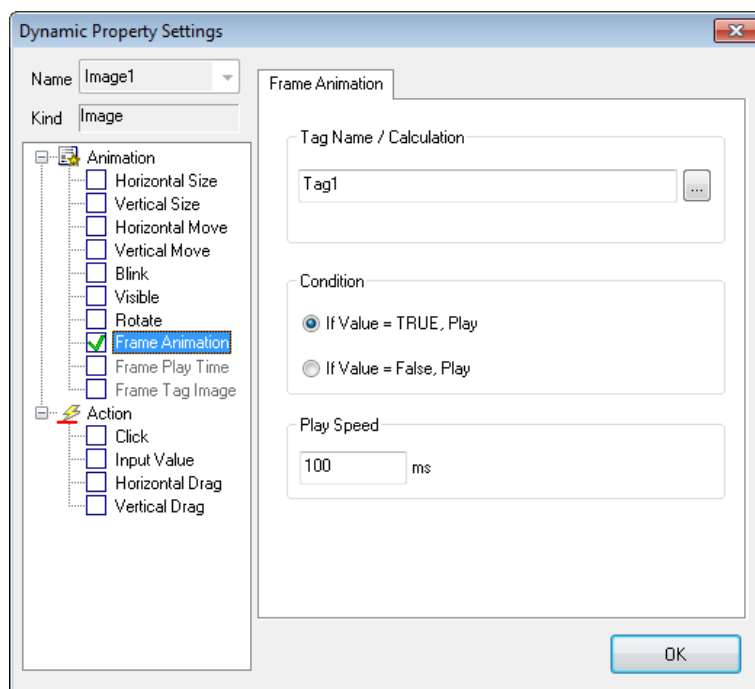 Dynamic Property Settings
Name Image1
Kind Image
Animation
Horizontal Size
Vertical Size
Horizontal Move
Vertical Move
Blink
Visible
Rotate
Frame Animation
Frame Play Time
Frame Tag Image
Action
Click
Input Value
Horizontal Drag
Vertical Drag
Frame Animation
Tag Name / Calculation
Tag1
...
Condition
If Value = TRUE, Play
If Value = False, Play
Play Speed
100 ms
OK